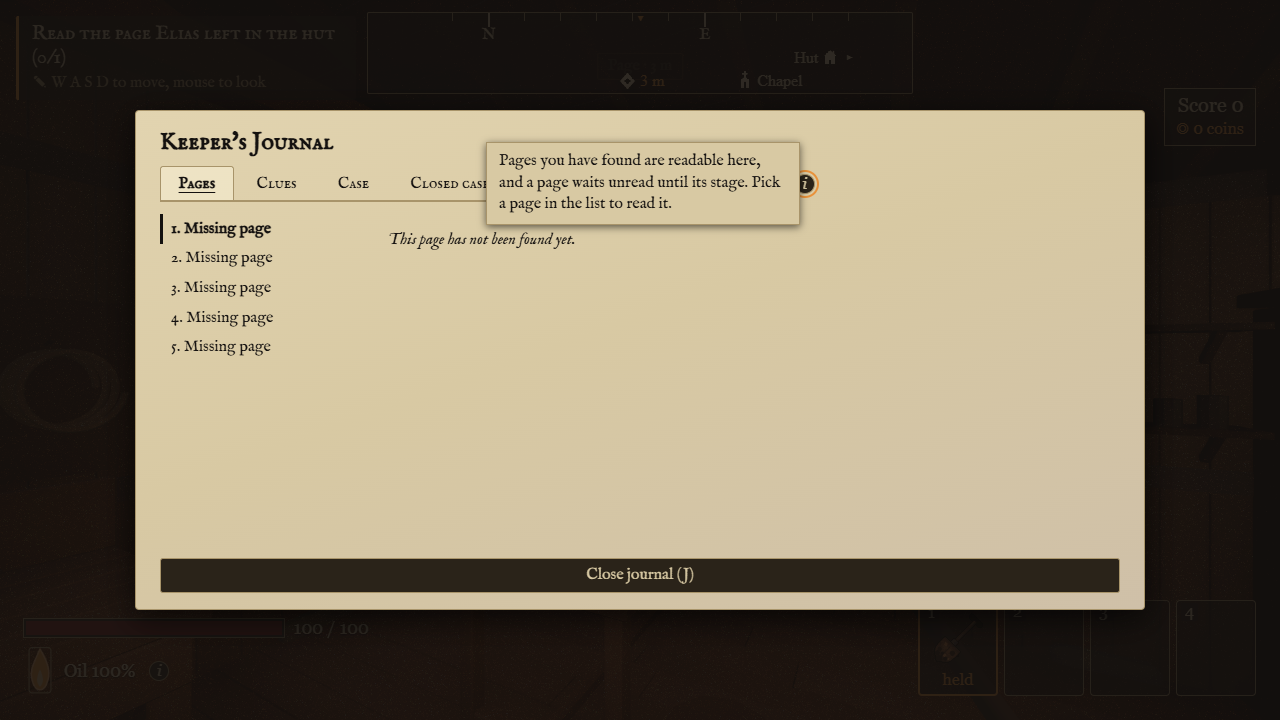 Read the page Elias left in the hut
(0/1)
W A S D to move, mouse to look
N
E
Hut
3 m
Chapel
Score 0
0 coins
Keeper's Journal
Pages
Clues
Case
Closed case
i
Pages you have found are readable here,
and a page waits unread until its stage. Pick
a page in the list to read it.
1. Missing page
2. Missing page
3. Missing page
4. Missing page
5. Missing page
This page has not been found yet.
Close journal (J)
100 / 100
Oil 100%
i
1
2
3
4
held